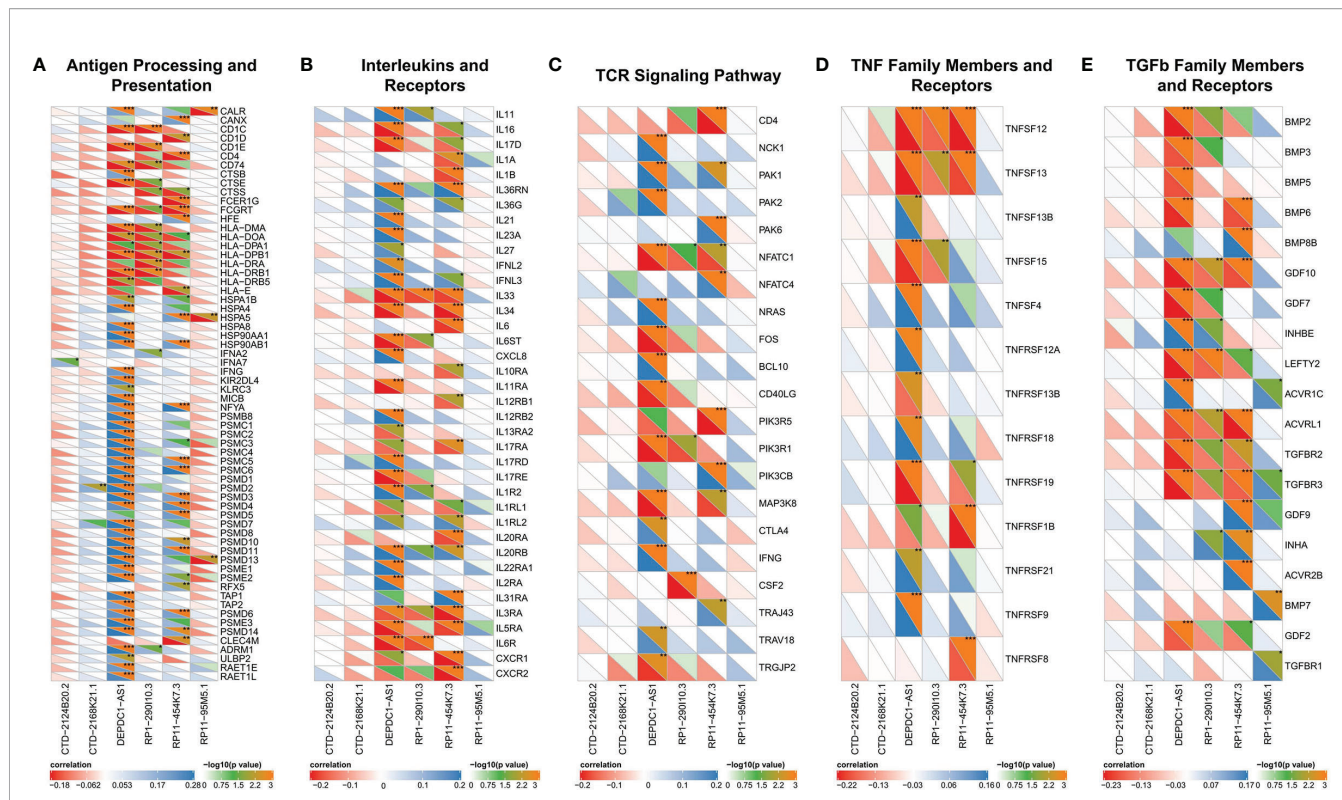 A
Antigen Processing and
Presentation
CALR
CANX
CD1C
CD1D
CD1E
CD4
CD74
CTSB
CTSE
CTSS
FCER1G
FCGRT
HFE
HLA-DMA
HLA-DOA
HLA-DPA1
HLA-DPB1
HLA-DRA
HLA-DRB1
HLA-DRB5
HLA-E
HSPA1B
HSPA4
HSPA5
HSPA8
HSP90AA1
HSP90AB1
IFNA2
IFNA7
IFNG
KIR2DL4
KLRC3
MICB
NFYA
PSMB8
PSMC1
PSMC2
PSMC3
PSMC4
PSMC5
PSMC6
PSMD1
PSMD2
PSMD3
PSMD4
PSMD5
PSMD7
PSMD8
PSMD10
PSMD11
PSMD13
PSME1
PSME2
RFX5
TAP1
TAP2
PSMD6
PSME3
PSMD14
CLEC4M
ADRM1
ULBP2
RAET1E
RAET1L
CTD-2124B20.2
CTD-2168K21.1
DEPDC1-AS1
RP1-290I10.3
RP11-454K7.3
RP11-95M5.1
correlation
-0.18 -0.062 0.053 0.17 0.28
-log10(p value)
0 0.75 1.5 2.2 3
B
Interleukins and
Receptors
IL11
IL16
IL17D
IL1A
IL1B
IL36RN
IL36G
IL21
IL23A
IL27
IFNL2
IFNL3
IL33
IL34
IL6
IL6ST
CXCL8
IL10RA
IL11RA
IL12RB1
IL12RB2
IL13RA2
IL17RA
IL17RD
IL17RE
IL1R2
IL1RL1
IL1RL2
IL20RA
IL20RB
IL22RA1
IL2RA
IL31RA
IL3RA
IL5RA
IL6R
CXCR1
CXCR2
CTD-2124B20.2
CTD-2168K21.1
DEPDC1-AS1
RP1-290I10.3
RP11-454K7.3
RP11-95M5.1
correlation
-0.2 -0.1 0 0.1 0.2
-log10(p value)
0 0.75 1.5 2.2 3
C
TCR Signaling Pathway
CD4
NCK1
PAK1
PAK2
PAK6
NFATC1
NFATC4
NRAS
FOS
BCL10
CD40LG
PIK3R5
PIK3R1
PIK3CB
MAP3K8
CTLA4
IFNG
CSF2
TRAJ43
TRAV18
TRGJP2
CTD-2124B20.2
CTD-2168K21.1
DEPDC1-AS1
RP1-290I10.3
RP11-454K7.3
RP11-95M5.1
correlation
-0.2 -0.1 0 0.1 0.2
-log10(p value)
0 0.75 1.5 2.2 3
D
TNF Family Members and
Receptors
TNFSF12
TNFSF13
TNFSF13B
TNFSF15
TNFSF4
TNFRSF12A
TNFRSF13B
TNFRSF18
TNFRSF19
TNFRSF1B
TNFRSF21
TNFRSF9
TNFRSF8
CTD-2124B20.2
CTD-2168K21.1
DEPDC1-AS1
RP1-290I10.3
RP11-454K7.3
RP11-95M5.1
correlation
-0.22 -0.13 -0.03 0.06 0.16
-log10(p value)
0 0.75 1.5 2.2 3
E
TGFb Family Members
and Receptors
BMP2
BMP3
BMP5
BMP6
BMP8B
GDF10
GDF7
INHBE
LEFTY2
ACVR1C
ACVRL1
TGFBR2
TGFBR3
GDF9
INHA
ACVR2B
BMP7
GDF2
TGFBR1
CTD-2124B20.2
CTD-2168K21.1
DEPDC1-AS1
RP1-290I10.3
RP11-454K7.3
RP11-95M5.1
correlation
-0.23 -0.13 -0.03 0.07 0.17
-log10(p value)
0 0.75 1.5 2.2 3